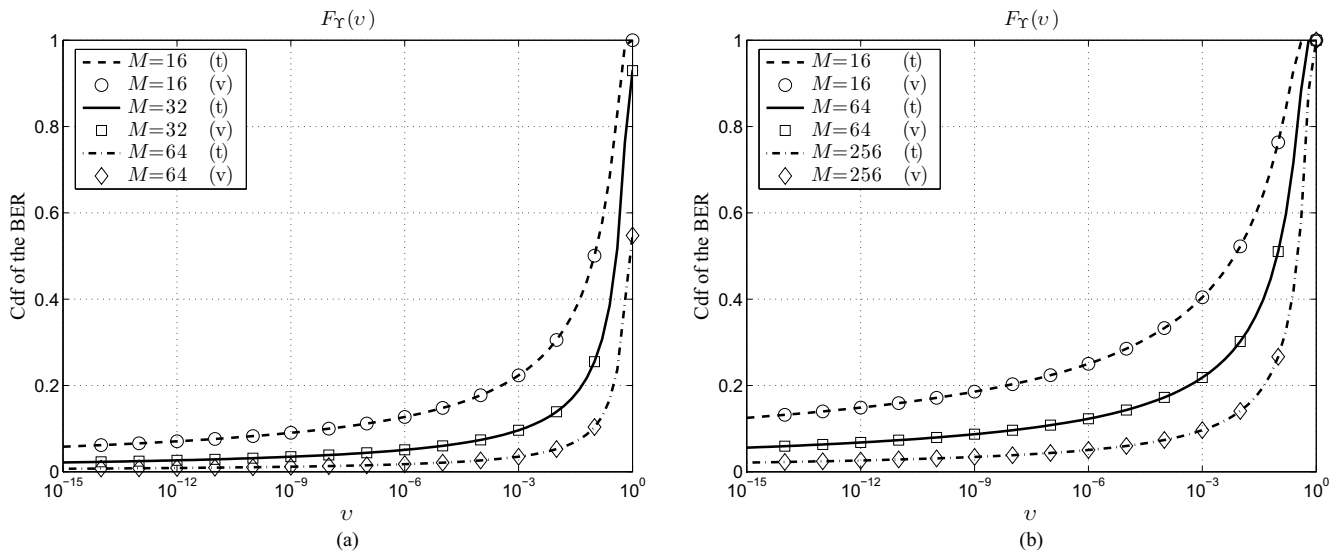 F_Υ(υ)
1
0.8
0.6
0.4
0.2
0
Cdf of the BER
M=16 (t)
M=16 (v)
M=32 (t)
M=32 (v)
M=64 (t)
M=64 (v)
10^-15 10^-12 10^-9 10^-6 10^-3 10^0
υ
(a)
F_Υ(υ)
1
0.8
0.6
0.4
0.2
0
Cdf of the BER
M=16 (t)
M=16 (v)
M=64 (t)
M=64 (v)
M=256 (t)
M=256 (v)
10^-15 10^-12 10^-9 10^-6 10^-3 10^0
υ
(b)